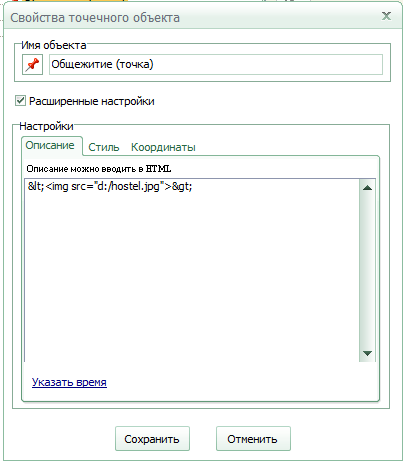 Свойства точечного объекта
Имя объекта
Общежитие (точка)
Расширенные настройки
Настройки
Описание Стиль Координаты
Описание можно вводить в HTML
&lt;<img src="d:/hostel.jpg">&gt;
Указать время
Сохранить Отменить